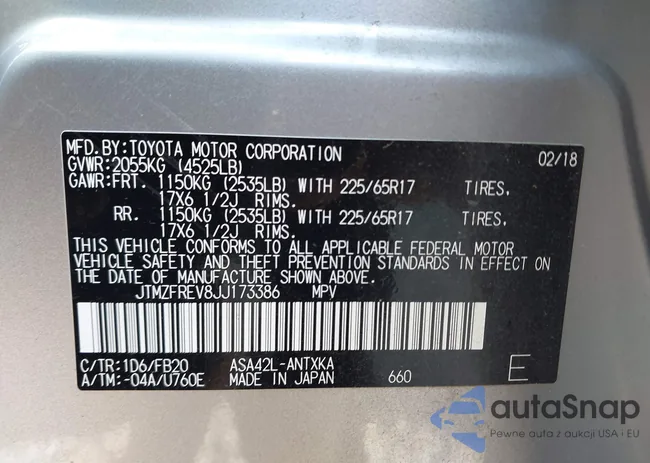 MFD.BY:TOYOTA MOTOR CORPORATION 02/18
GVWR:2055KG (4525LB)
GAWR:FRT. 1150KG (2535LB) WITH 225/65R17 TIRES,
17X6 1/2J RIMS.
RR. 1150KG (2535LB) WITH 225/65R17 TIRES,
17X6 1/2J RIMS.
THIS VEHICLE CONFORMS TO ALL APPLICABLE FEDERAL MOTOR
VEHICLE SAFETY AND THEFT PREVENTION STANDARDS IN EFFECT ON
THE DATE OF MANUFACTURE SHOWN ABOVE.
JTMZFREV8JJ173386 MPV
C/TR:1D6/FB20 ASA42L-ANTXKA
A/TM:-04A/U760E MADE IN JAPAN 660 E
autaSnap
Pewne auta z aukcji USA i EU